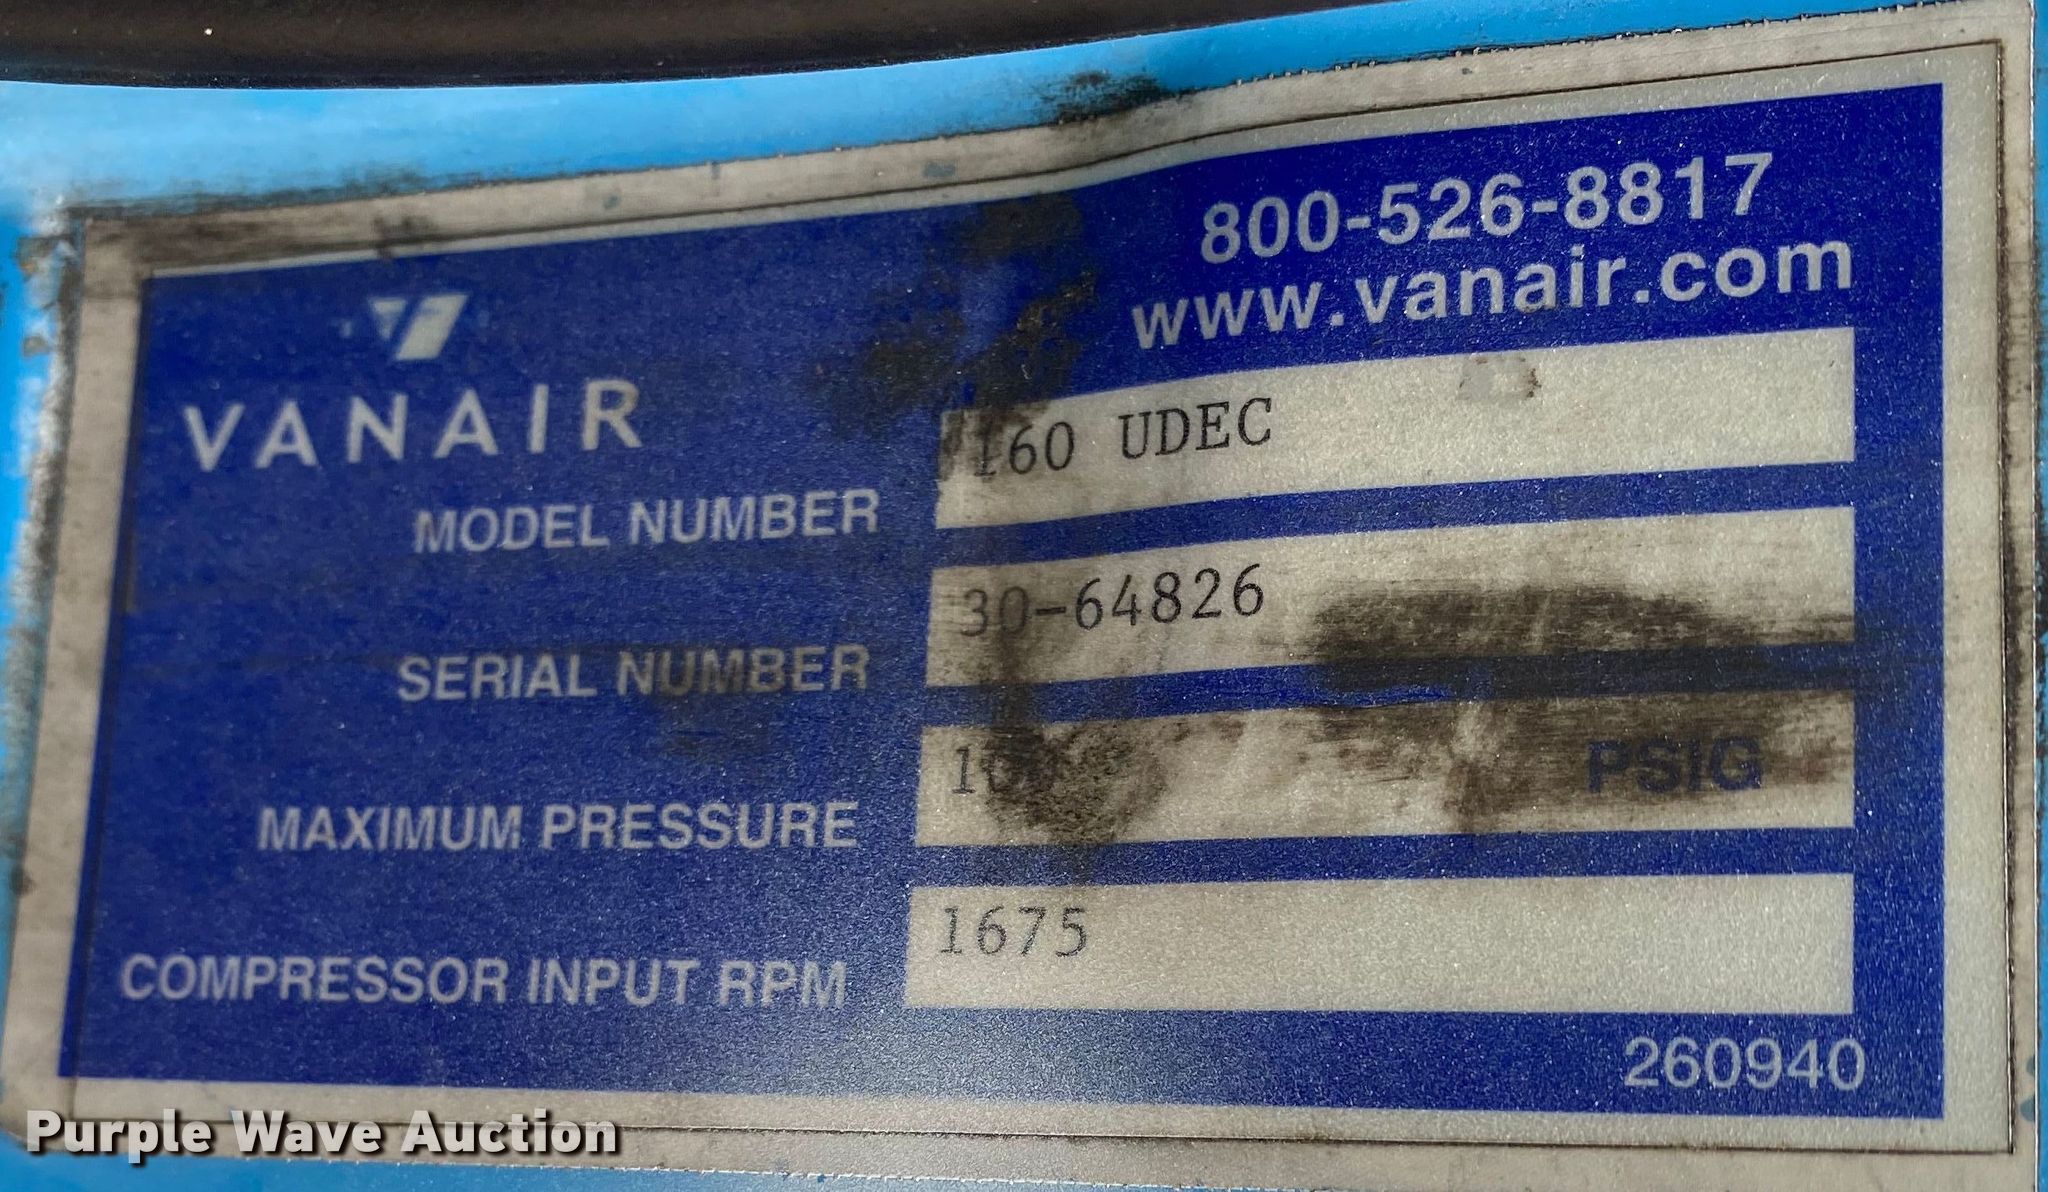 800-526-8817
www.vanair.com
VANAIR
MODEL NUMBER 160 UDEC
SERIAL NUMBER 30-64826
MAXIMUM PRESSURE PSIG
COMPRESSOR INPUT RPM 1675
260940
Purple Wave Auction